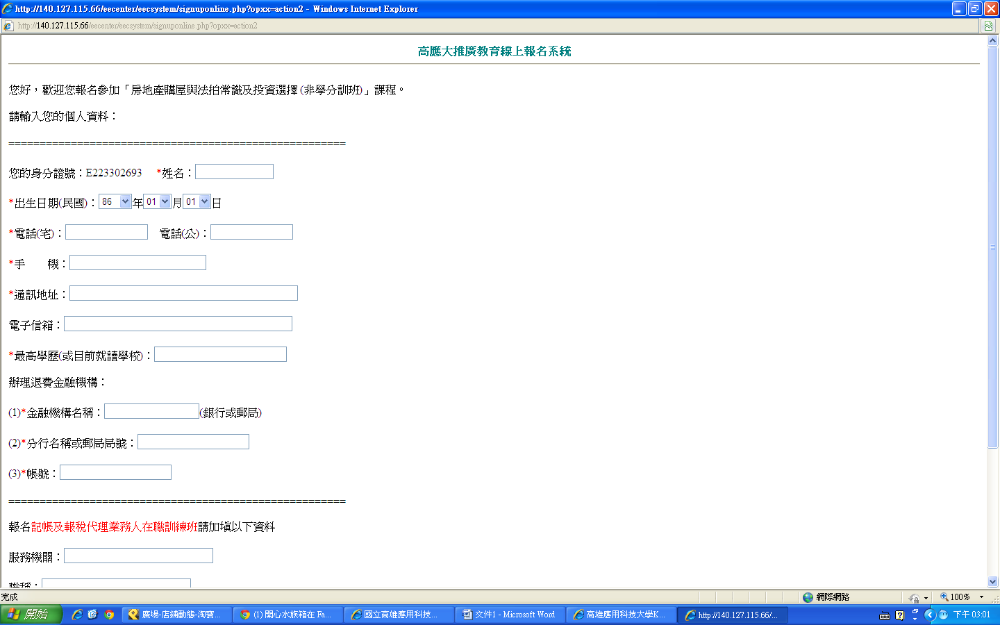 http://140.127.115.66/eecenter/eecsystem/signuponline.php?opxx=action2 - Windows Internet Explorer
http://140.127.115.66/eecenter/eecsystem/signuponline.php?opxx=action2
高應大推廣教育線上報名系統
您好，歡迎您報名參加「房地產購屋與法拍常識及投資選擇 (非學分訓班)」課程。
請輸入您的個人資料：
======================================================
您的身分證號：E223302693 *姓名：
*出生日期(民國)：86 年 01 月 01 日
*電話(宅)： 電話(公)：
*手 機：
*通訊地址：
電子信箱：
*最高學歷(或目前就讀學校)：
辦理退費金融機構：
(1)*金融機構名稱： (銀行或郵局)
(2)*分行名稱或郵局局號：
(3)*帳號：
======================================================
報名記帳及報稅代理業務人在職訓練班請加填以下資料
服務機關：
職稱：
完成 網際網路 100%
開始 廣場-店鋪動態-淘寶... (1) 開心水族箱在 Fa... 國立高雄應用科技... 文件1 - Microsoft Word 高雄應用科技大學K... http://140.127.115.66/... 下午 03:01